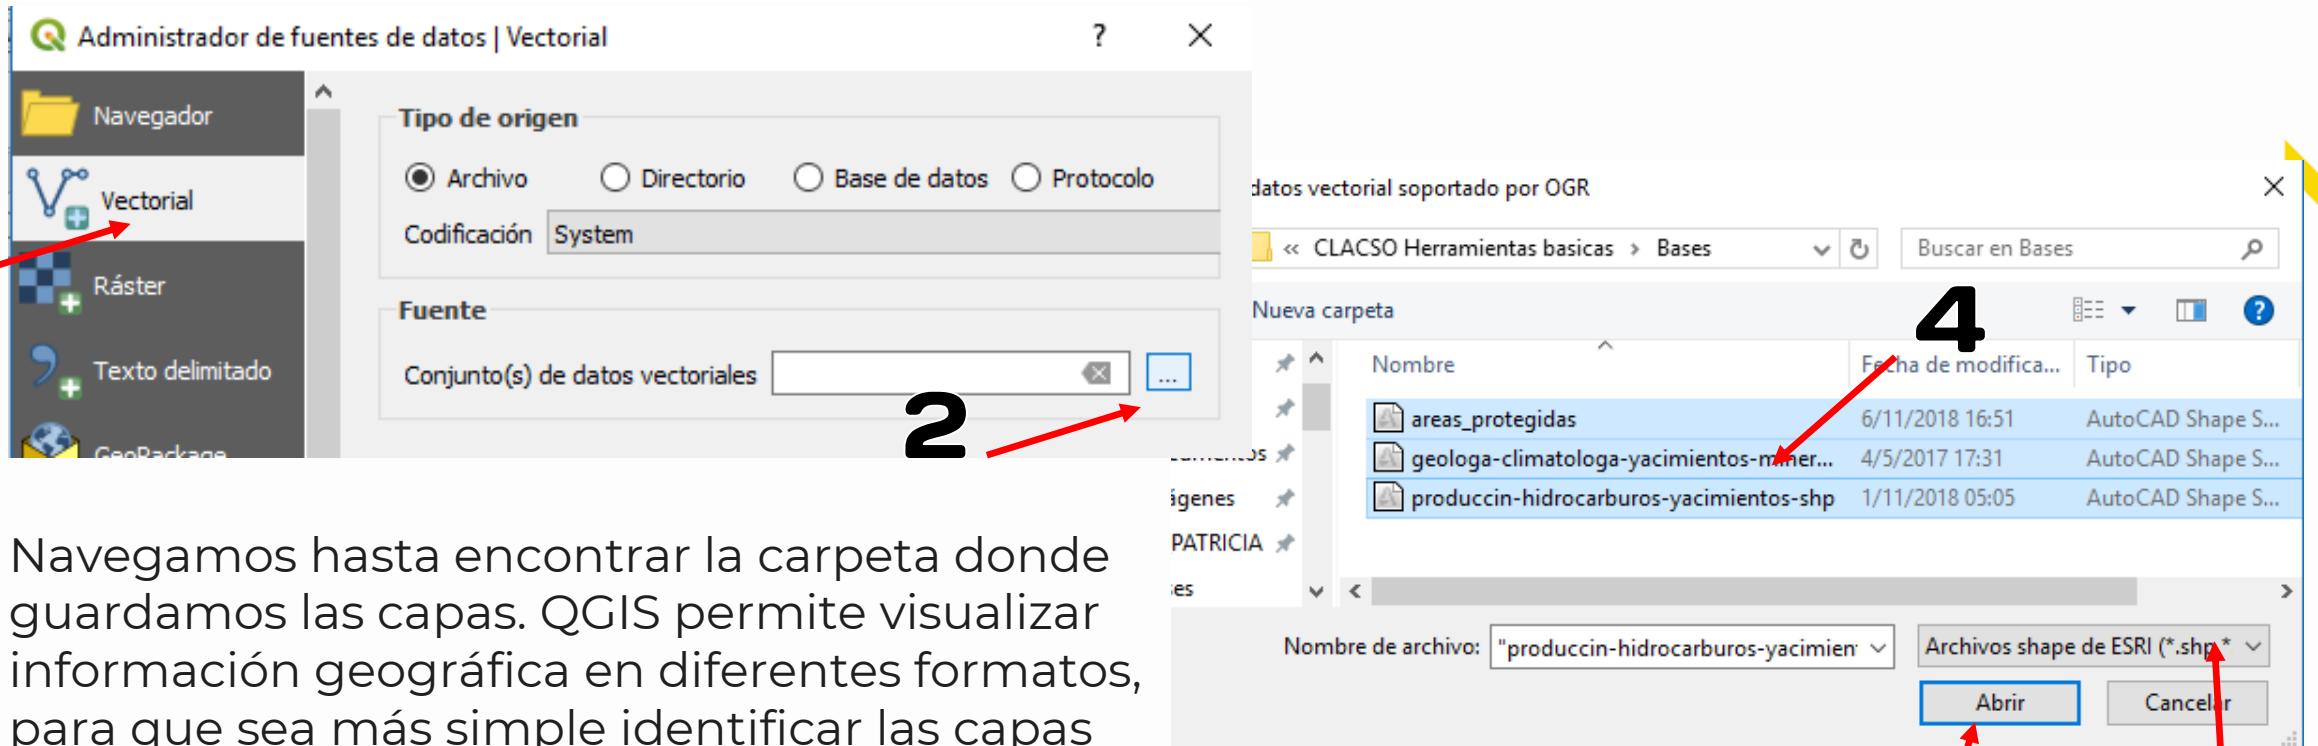 Administrador de fuentes de datos | Vectorial
?
Navegador
Vectorial
Ráster
Texto delimitado
GeoPackage
Tipo de origen
Archivo Directorio Base de datos Protocolo
Codificación System
Fuente
Conjunto(s) de datos vectoriales ...
2
datos vectorial soportado por OGR
« CLACSO Herramientas basicas > Bases
Buscar en Bases
Nueva carpeta
?
4
Nombre Fecha de modifica... Tipo
areas_protegidas 6/11/2018 16:51 AutoCAD Shape S...
geologa-climatologa-yacimientos-miner... 4/5/2017 17:31 AutoCAD Shape S...
produccin-hidrocarburos-yacimientos-shp 1/11/2018 05:05 AutoCAD Shape S...
ágenes
PATRICIA
es
Nombre de archivo: "produccin-hidrocarburos-yacimien Archivos shape de ESRI (*.shp *
Abrir Cancelar
Navegamos hasta encontrar la carpeta donde
guardamos las capas. QGIS permite visualizar
información geográfica en diferentes formatos,
para que sea más simple identificar las capas